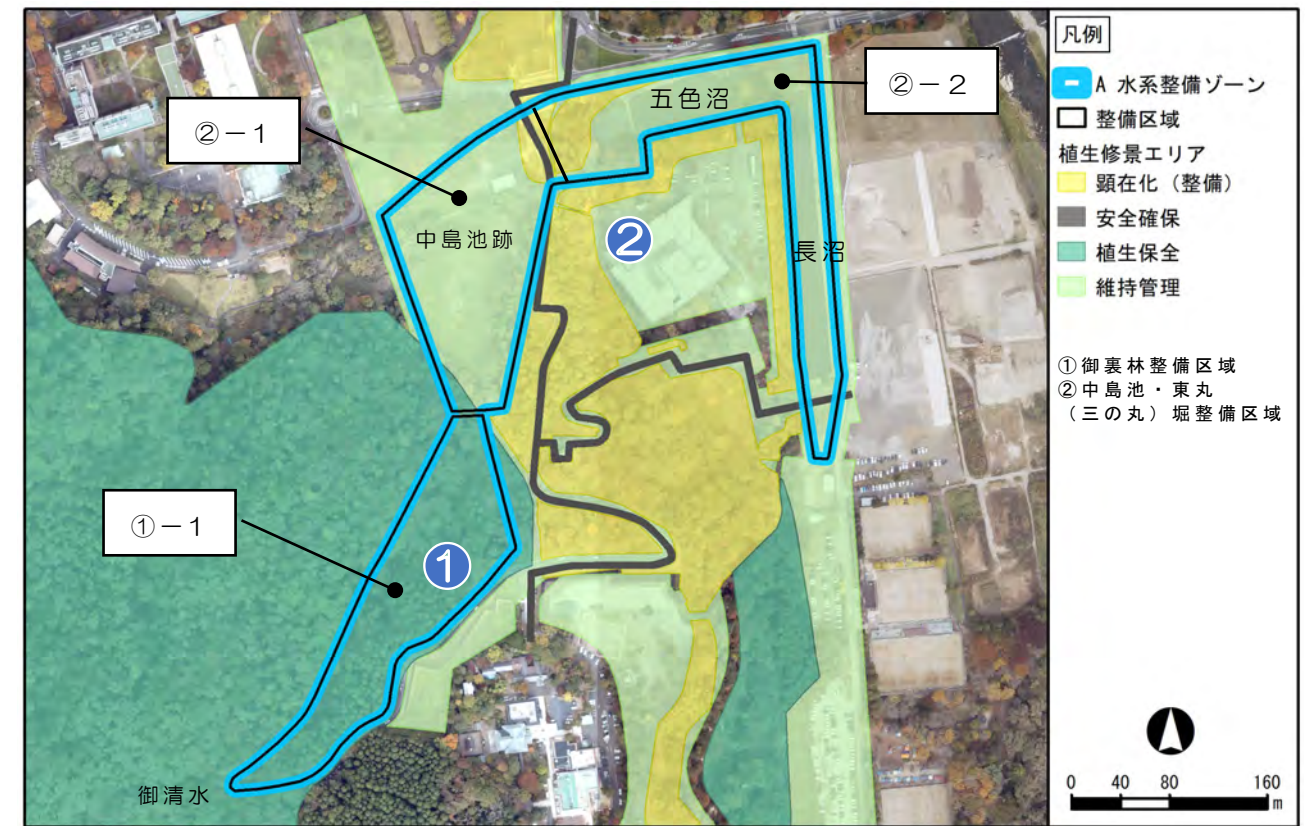 ②－1
②－2
五色沼
中島池跡
②
長沼
①－1
①
御清水
凡例
A 水系整備ゾーン
整備区域
植生修景エリア
顕在化（整備）
安全確保
植生保全
維持管理
①御裏林整備区域
②中島池・東丸
（三の丸）堀整備区域
0 40 80 160
m